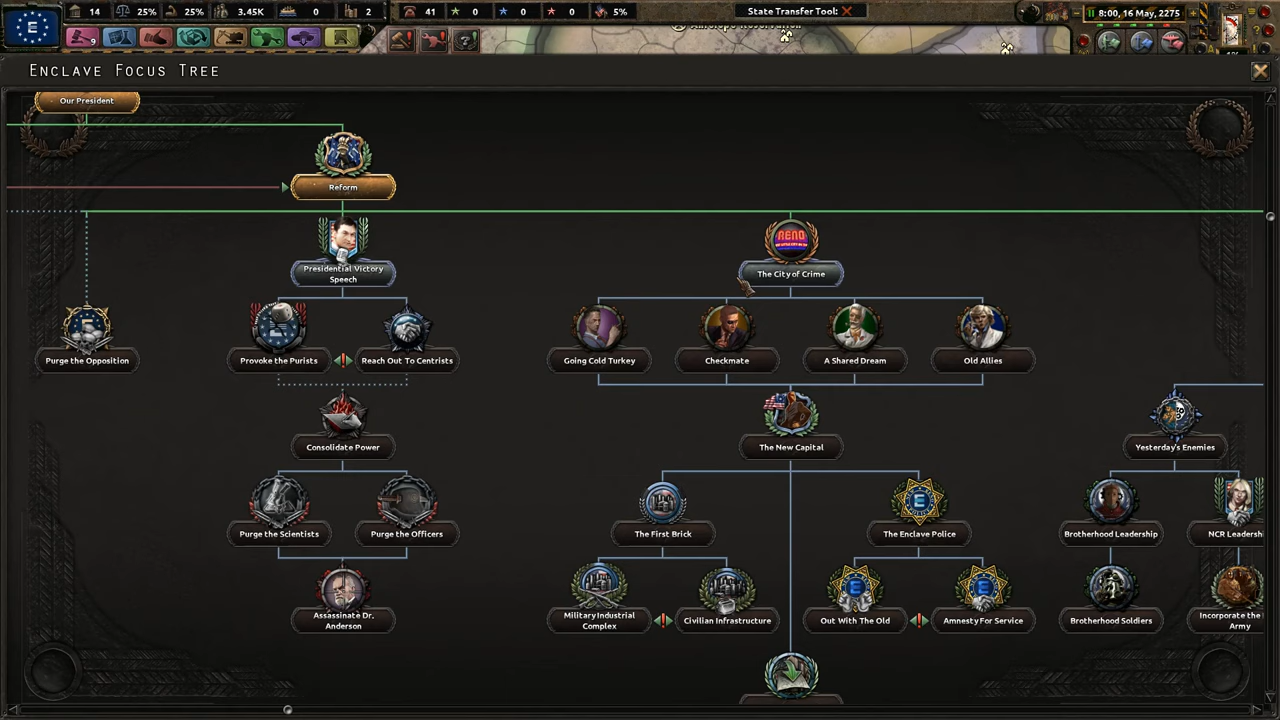 14 25% 25% 3.45K 0 2 41 0 0 0 5% State Transfer Tool: 8:00, 16 May, 2275
E
9
ENCLAVE FOCUS TREE
Our President
Reform
RENO
Presidential Victory
Speech
The City of Crime
Purge the Opposition
Provoke the Purists
Reach Out To Centrists
Going Cold Turkey
Checkmate
A Shared Dream
Old Allies
Consolidate Power
The New Capital
Yesterday's Enemies
Purge the Scientists
Purge the Officers
The First Brick
The Enclave Police
Brotherhood Leadership
NCR Leadersh
Assassinate Dr.
Anderson
Military Industrial
Complex
Civilian Infrastructure
Out With The Old
Amnesty For Service
Brotherhood Soldiers
Incorporate the
Army